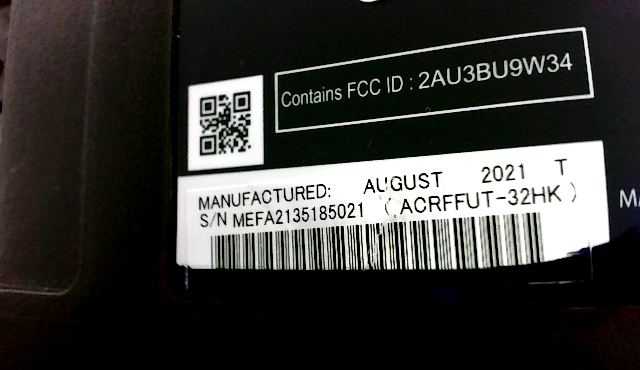 Contains FCC ID : 2AU3BU9W34
MANUFACTURED: AUGUST 2021 T
S/N MEFA2135185021 (ACRFFUT-32HK)